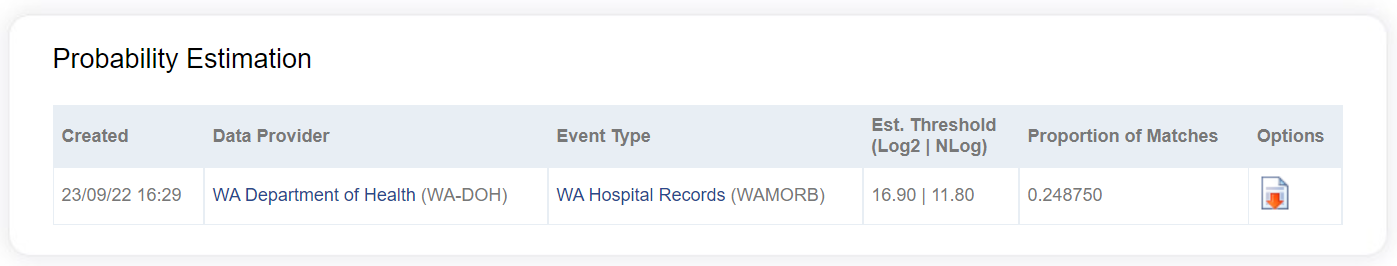 Probability Estimation
Created Data Provider Event Type Est. Threshold (Log2 | NLog) Proportion of Matches Options
23/09/22 16:29 WA Department of Health (WA-DOH) WA Hospital Records (WAMORB) 16.90 | 11.80 0.248750